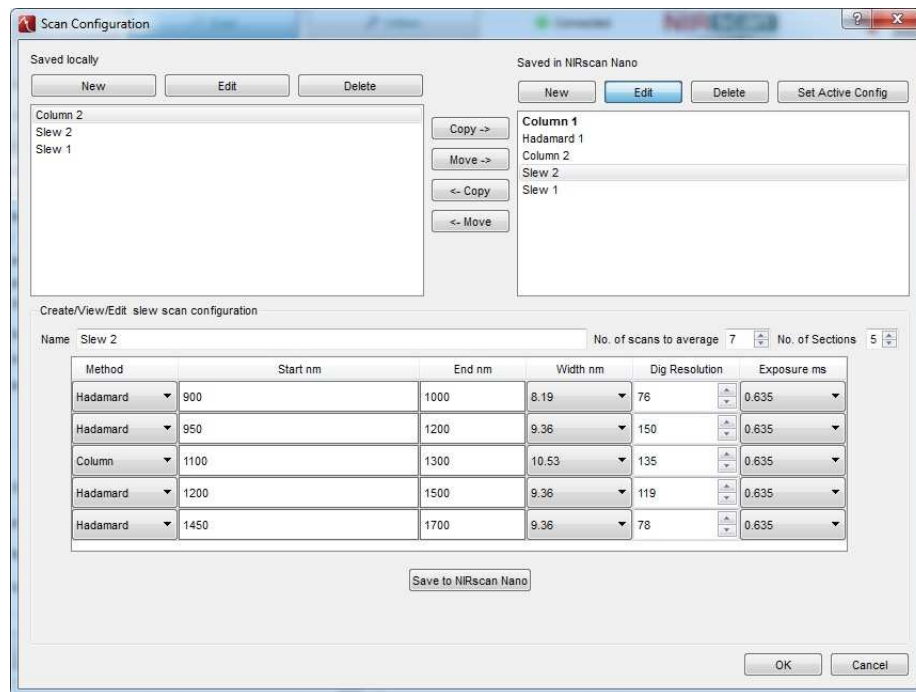 Scan Configuration
Connected
Saved locally
New Edit Delete
Column 2
Slew 2
Slew 1
Copy ->
Move ->
<- Copy
<- Move
Saved in NIRscan Nano
New Edit Delete Set Active Config
Column 1
Hadamard 1
Column 2
Slew 2
Slew 1
Create/View/Edit slew scan configuration
Name Slew 2 No. of scans to average 7 No. of Sections 5
Method Start nm End nm Width nm Dig Resolution Exposure ms
Hadamard 900 1000 8.19 76 0.635
Hadamard 950 1200 9.36 150 0.635
Column 1100 1300 10.53 135 0.635
Hadamard 1200 1500 9.36 119 0.635
Hadamard 1450 1700 9.36 78 0.635
Save to NIRscan Nano
OK Cancel